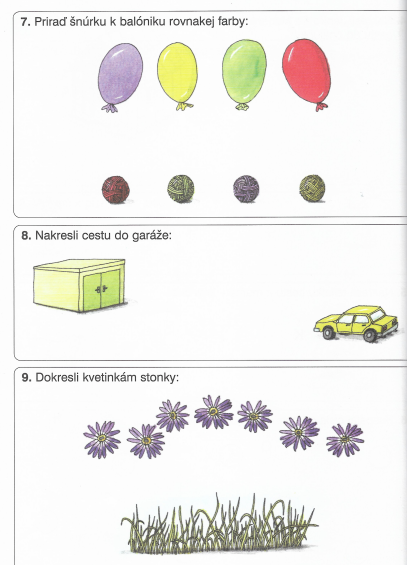 7. Priraď šnúrku k balóniku rovnakej farby:
8. Nakresli cestu do garáže:
9. Dokresli kvetinkám stonky: